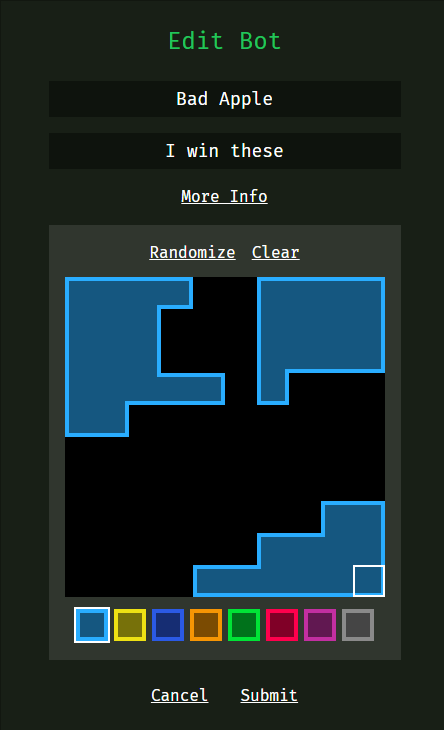 Edit Bot
Bad Apple
I win these
More Info
Randomize Clear
Cancel Submit